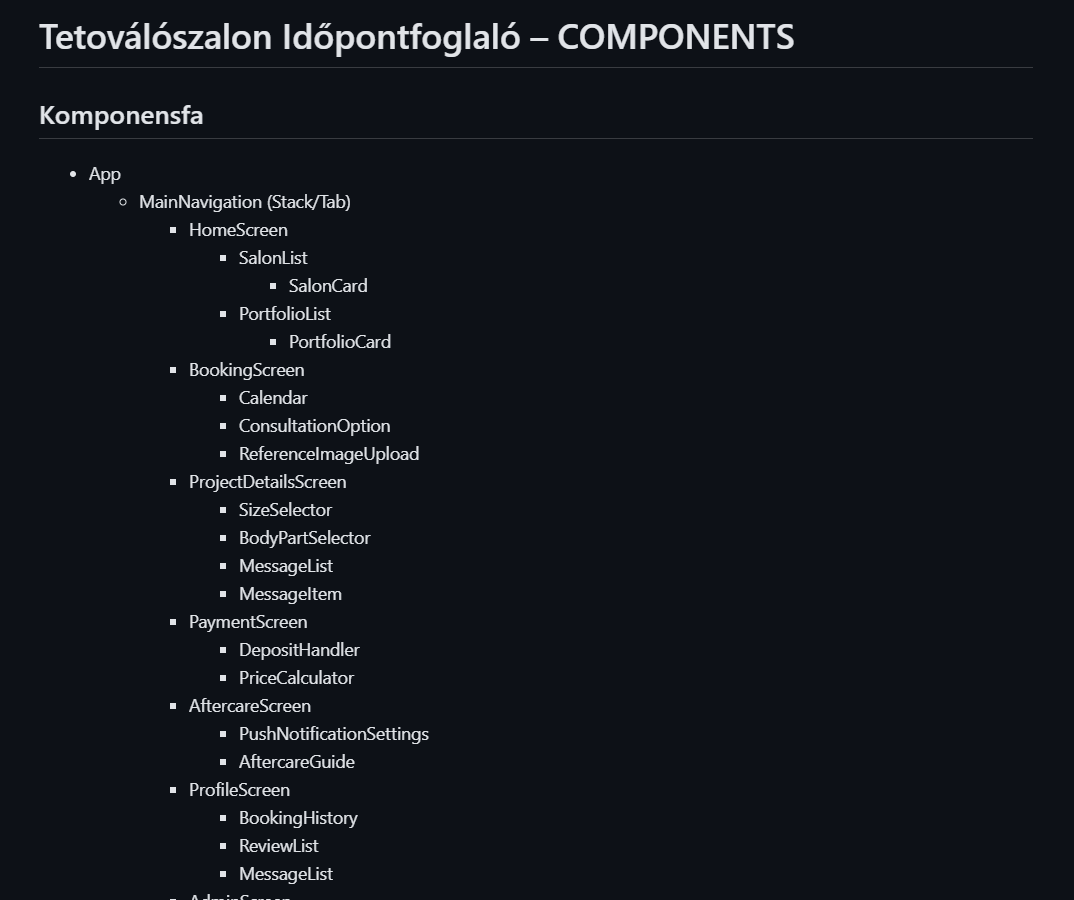 Tetoválószalon Időpontfoglaló – COMPONENTS
Komponensfa
App
MainNavigation (Stack/Tab)
HomeScreen
SalonList
SalonCard
PortfolioList
PortfolioCard
BookingScreen
Calendar
ConsultationOption
ReferenceImageUpload
ProjectDetailsScreen
SizeSelector
BodyPartSelector
MessageList
MessageItem
PaymentScreen
DepositHandler
PriceCalculator
AftercareScreen
PushNotificationSettings
AftercareGuide
ProfileScreen
BookingHistory
ReviewList
MessageList
AdminScreen